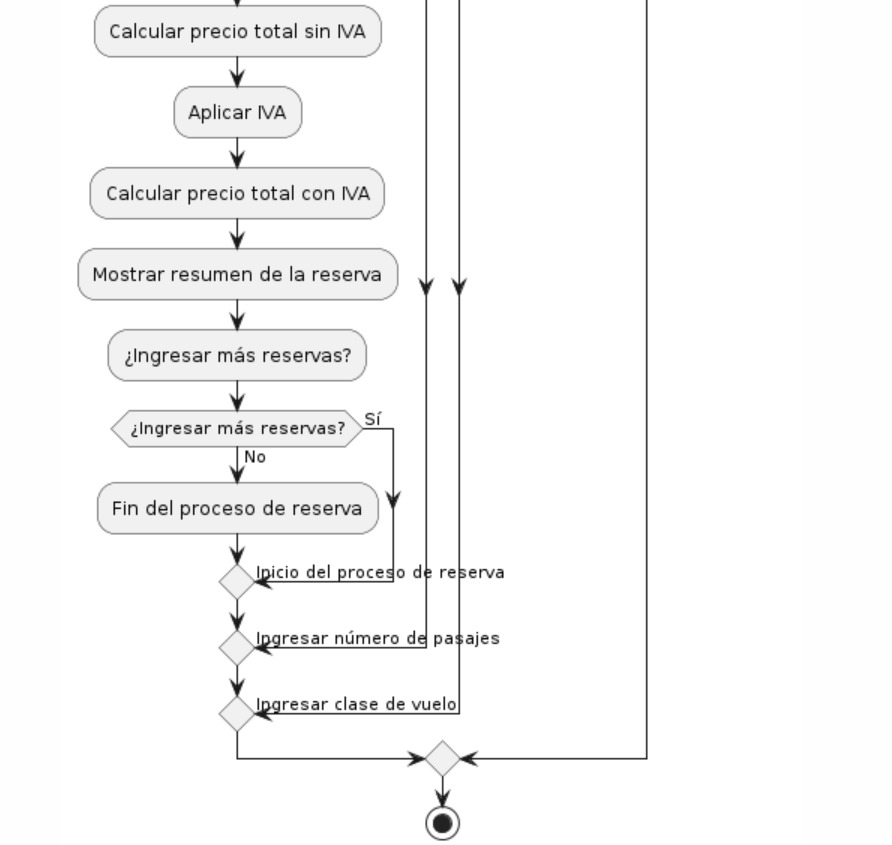 Calcular precio total sin IVA
Aplicar IVA
Calcular precio total con IVA
Mostrar resumen de la reserva
¿Ingresar más reservas?
¿Ingresar más reservas?
Sí
No
Fin del proceso de reserva
Inicio del proceso de reserva
Ingresar número de pasajes
Ingresar clase de vuelo